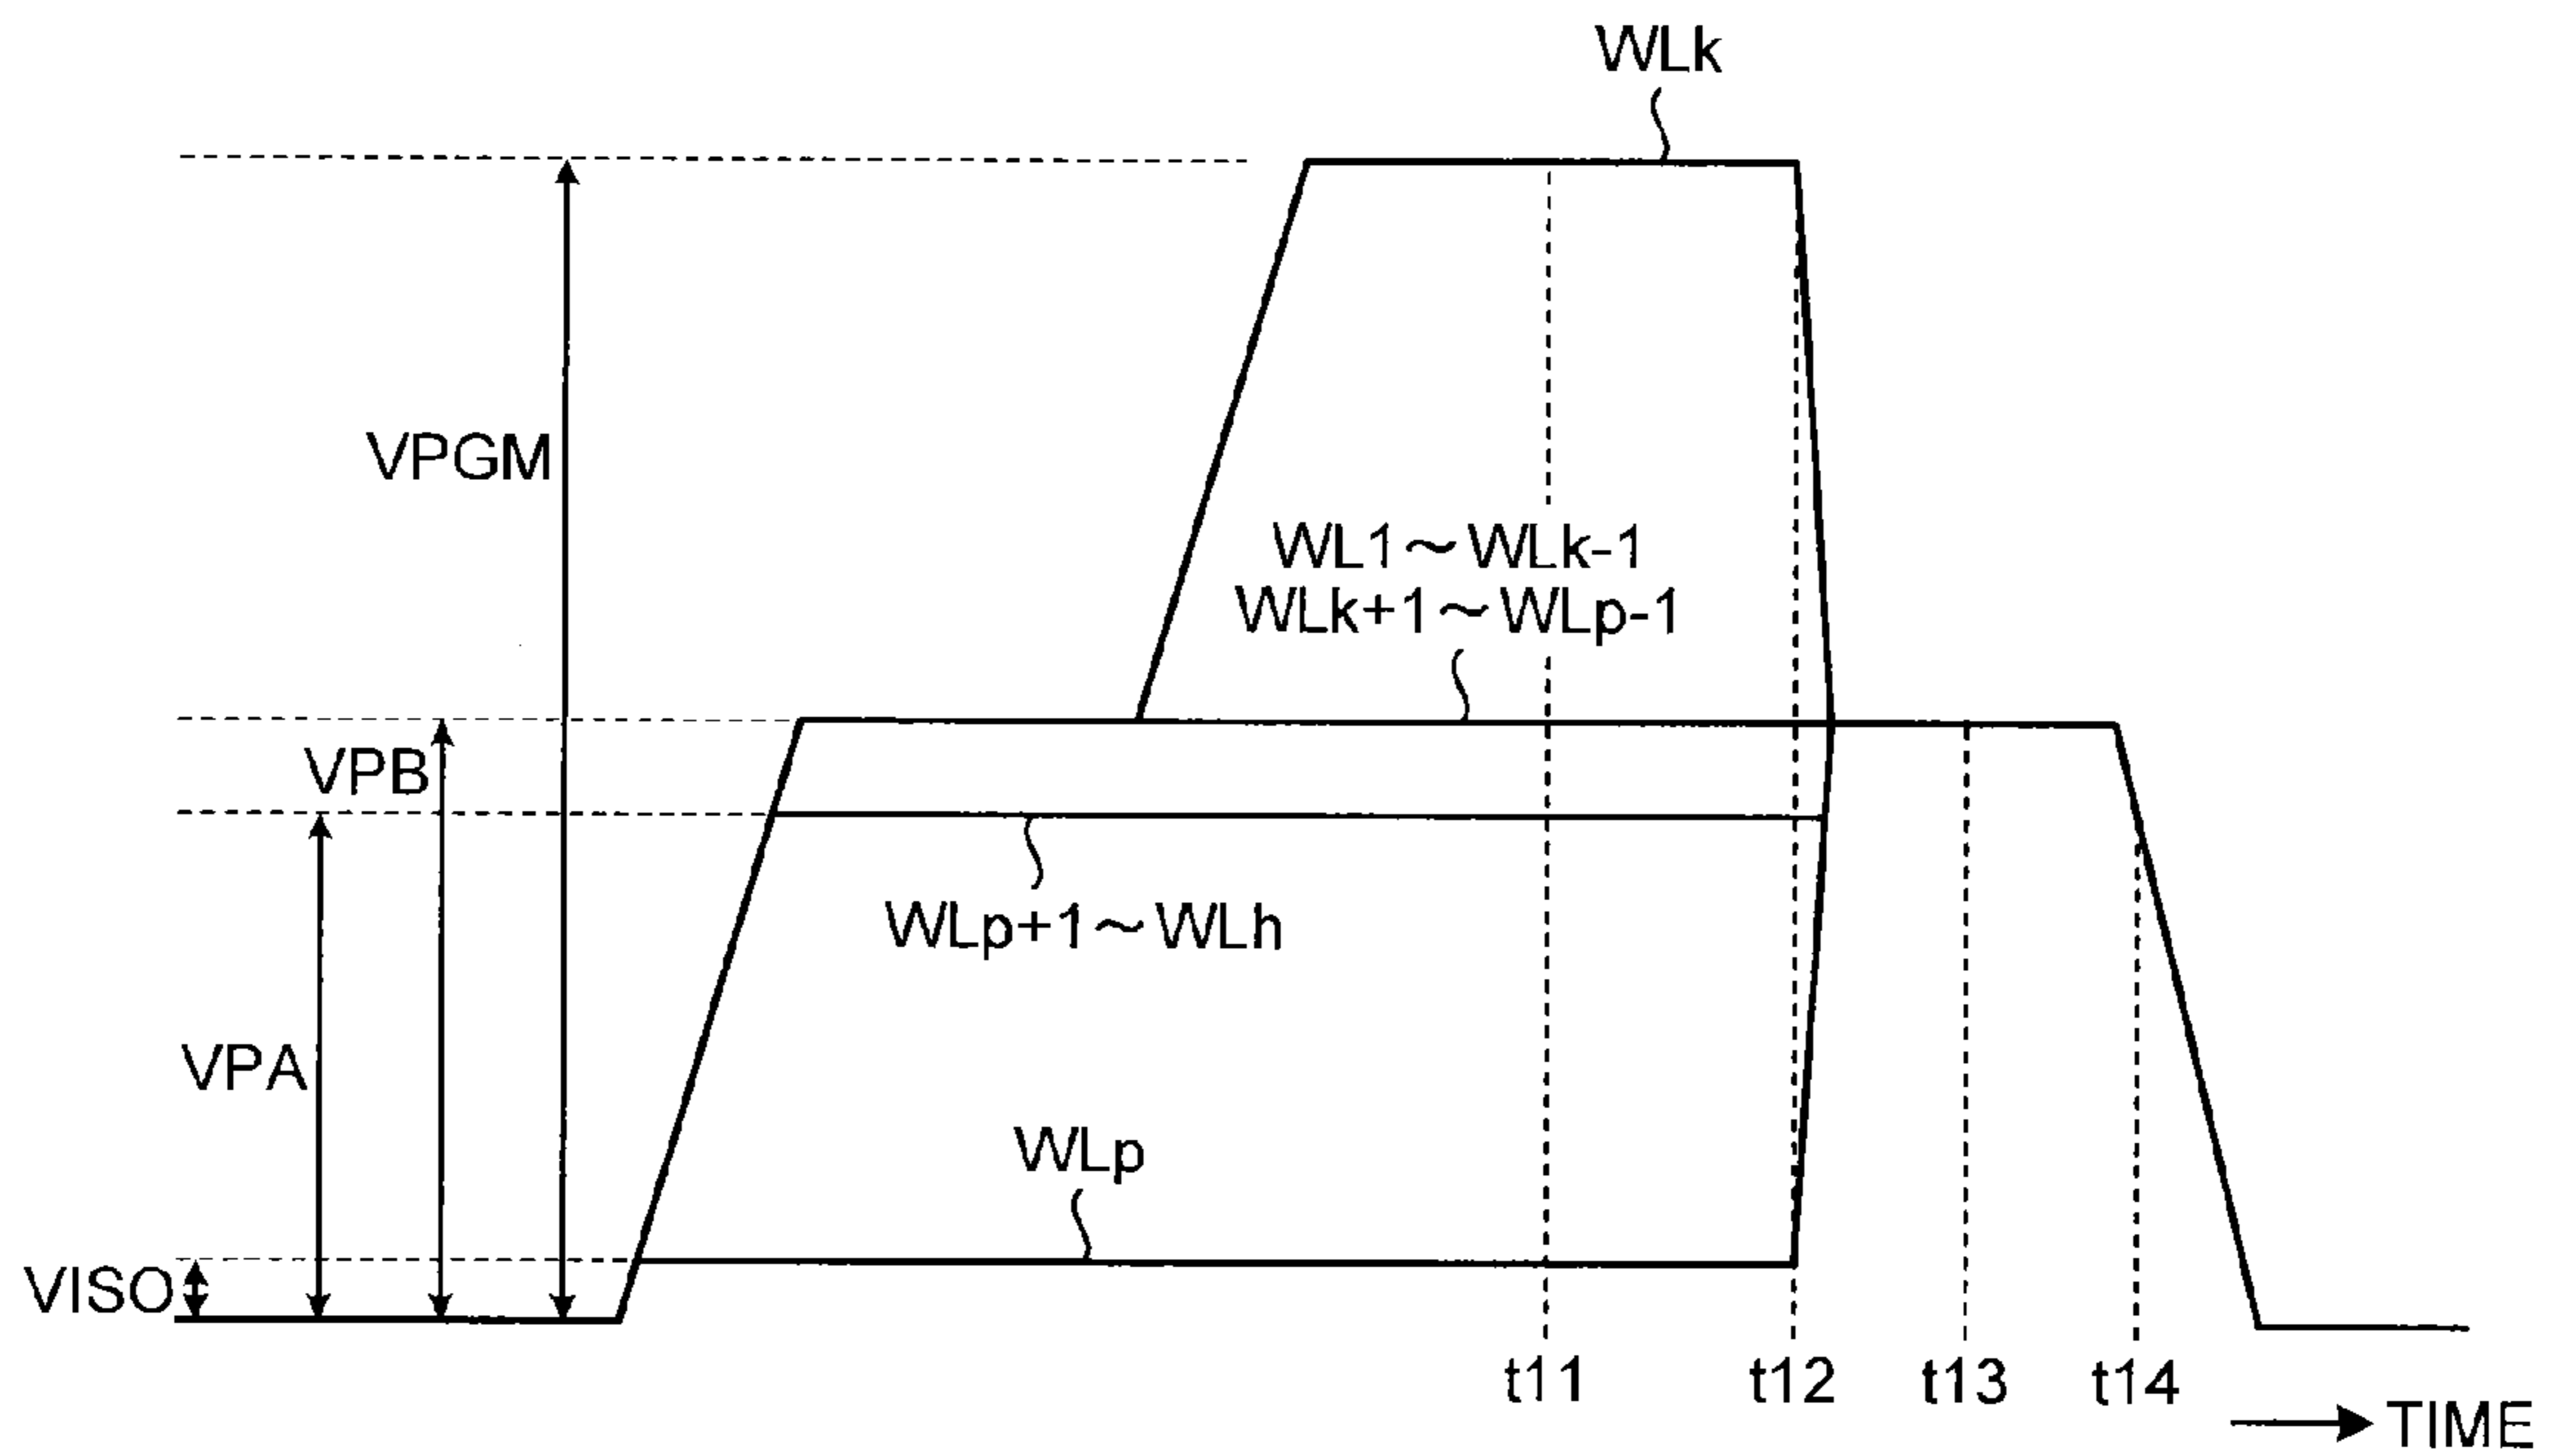 WLk
VPGM
WL1~WLk-1
WLk+1~WLp-1
VPB
WLp+1~WLh
VPA
WLp
VISO
t11 t12 t13 t14
TIME